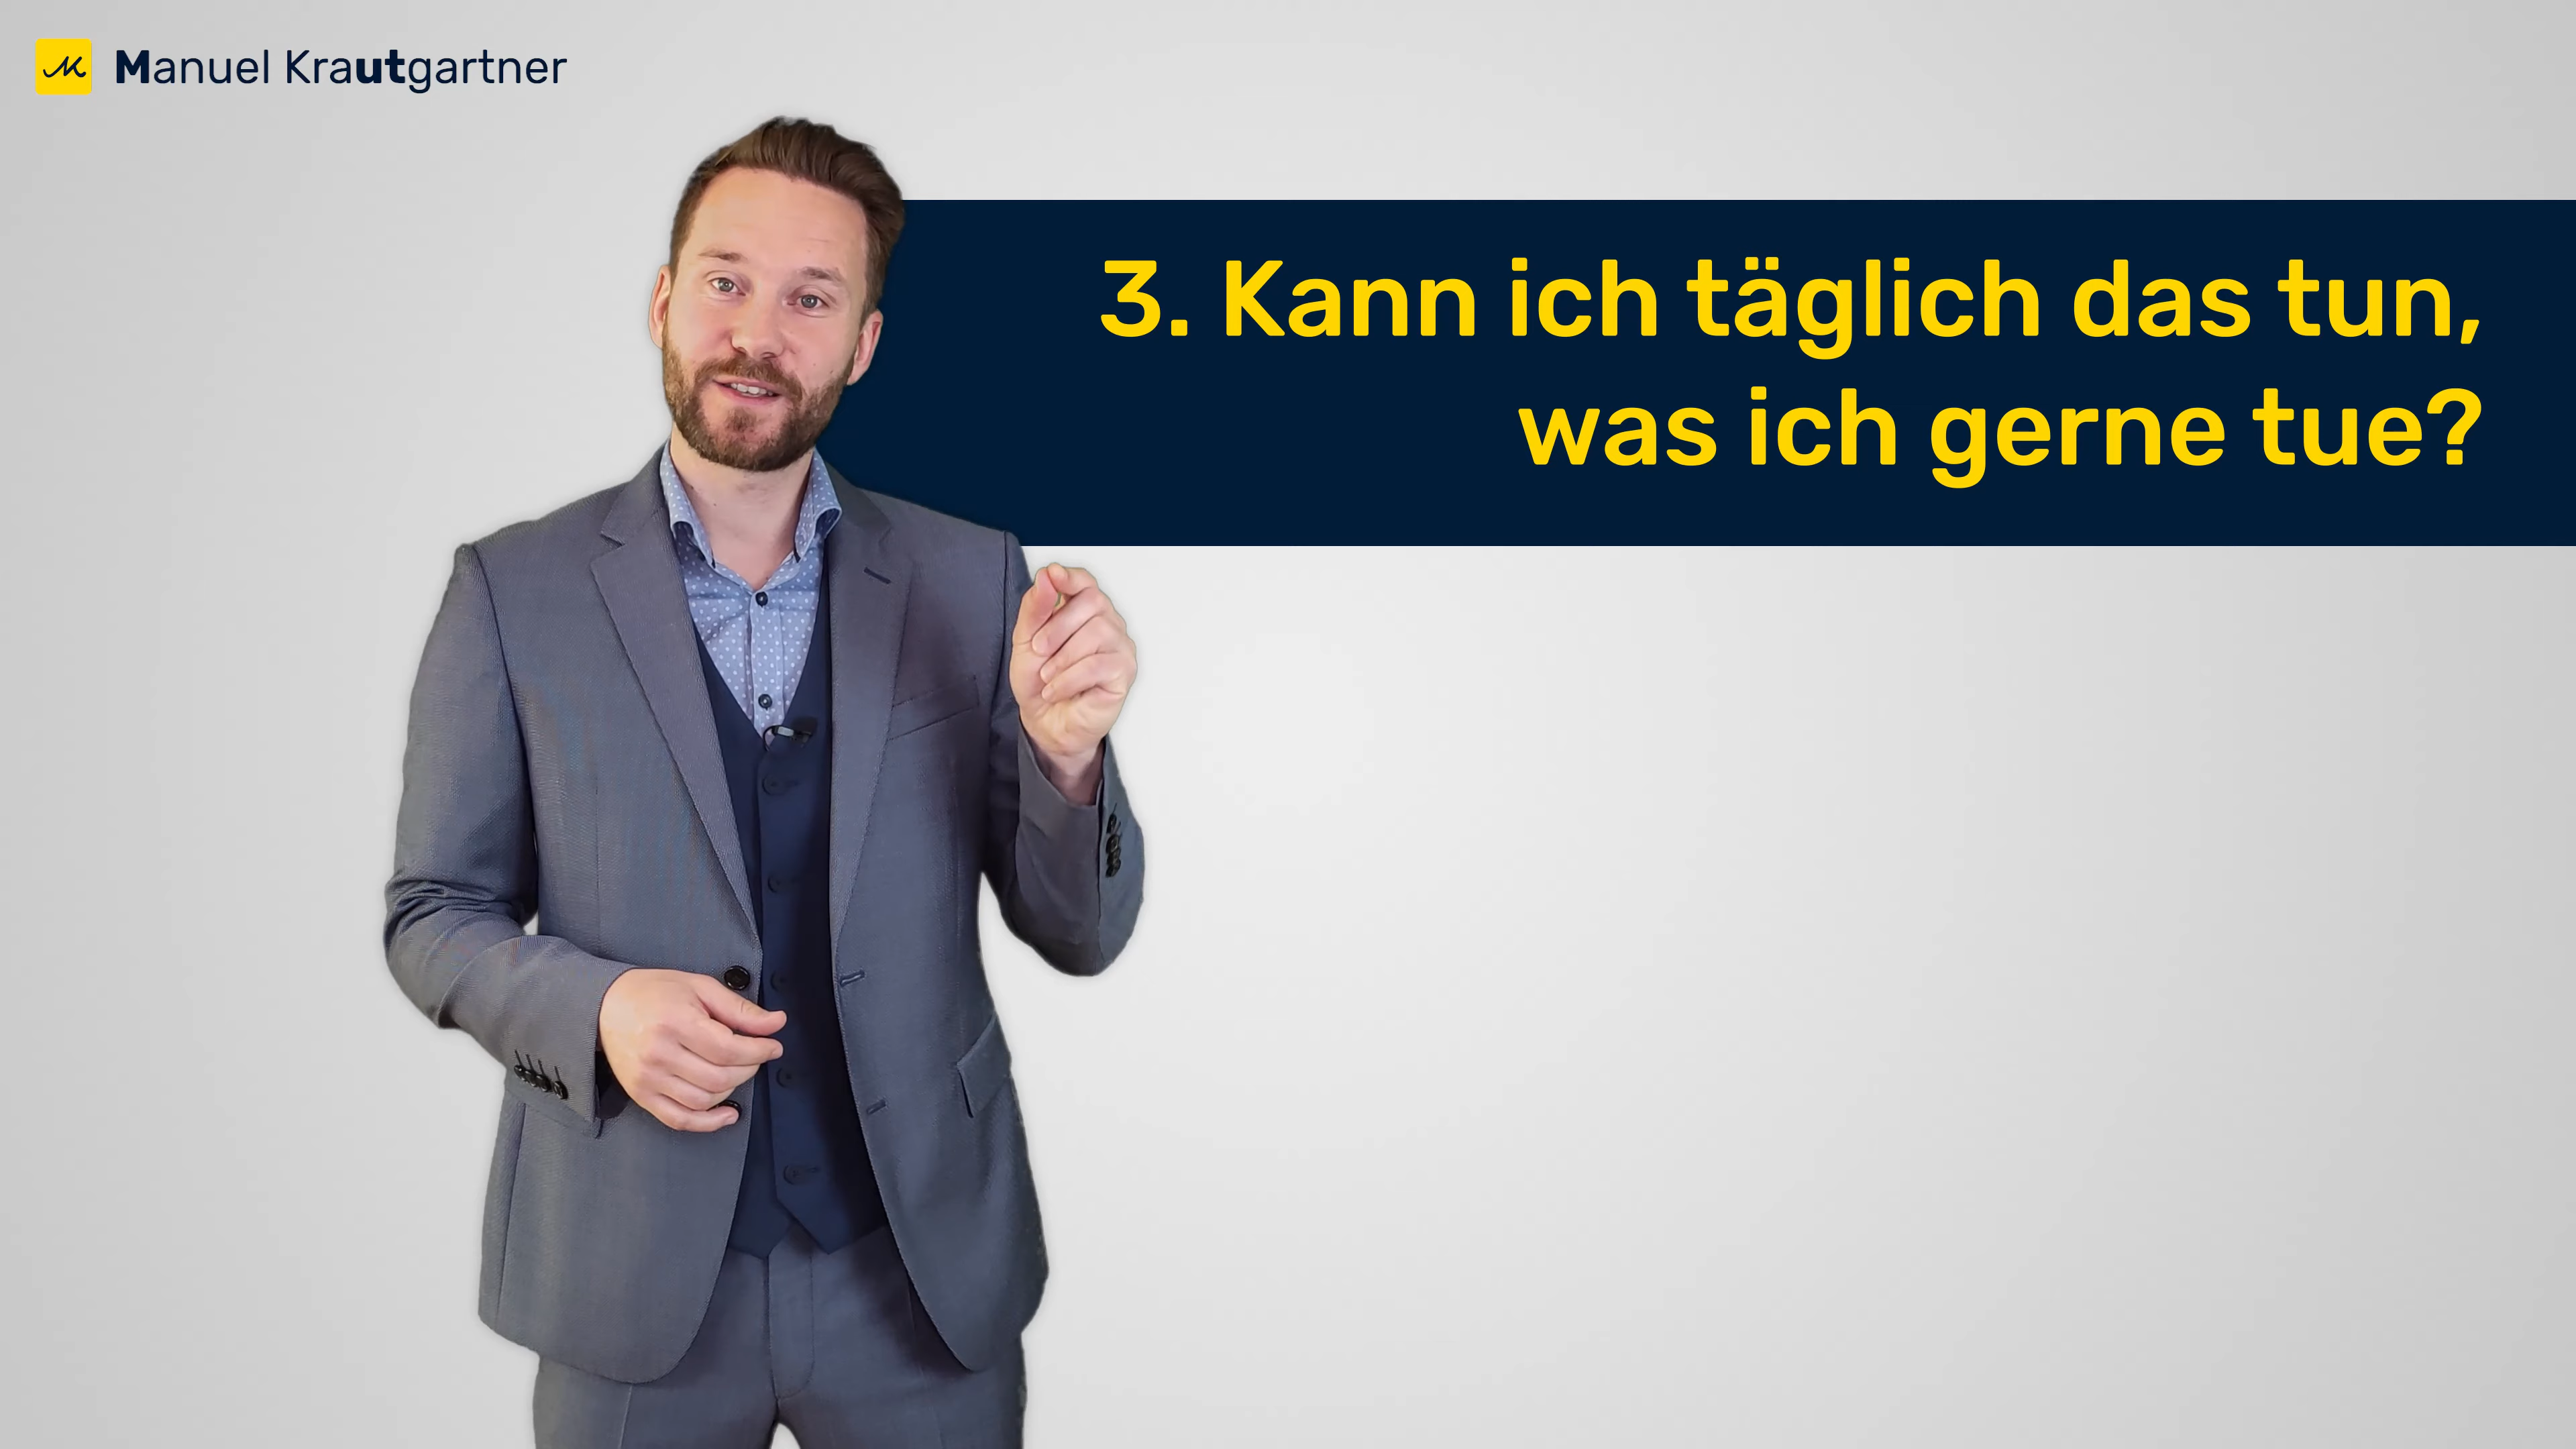 Manuel Krautgartner
3. Kann ich täglich das tun,
was ich gerne tue?